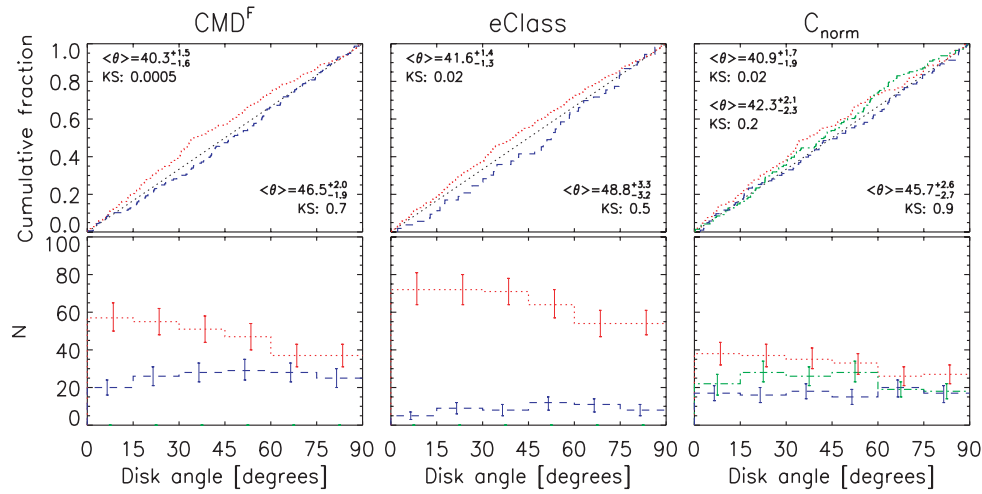 CMD^F eClass C_norm
Cumulative fraction
1.0
0.8
0.6
0.4
0.2
0.0
<θ>=40.3 +1.5 -1.6
KS: 0.0005
<θ>=46.5 +2.0 -1.9
KS: 0.7
<θ>=41.6 +1.4 -1.3
KS: 0.02
<θ>=48.8 +3.3 -3.2
KS: 0.5
<θ>=40.9 +1.7 -1.9
KS: 0.02
<θ>=42.3 +2.1 -2.3
KS: 0.2
<θ>=45.7 +2.6 -2.7
KS: 0.9
N
100
80
60
40
20
0
0 15 30 45 60 75 90 15 30 45 60 75 90 15 30 45 60 75 90
Disk angle [degrees] Disk angle [degrees] Disk angle [degrees]